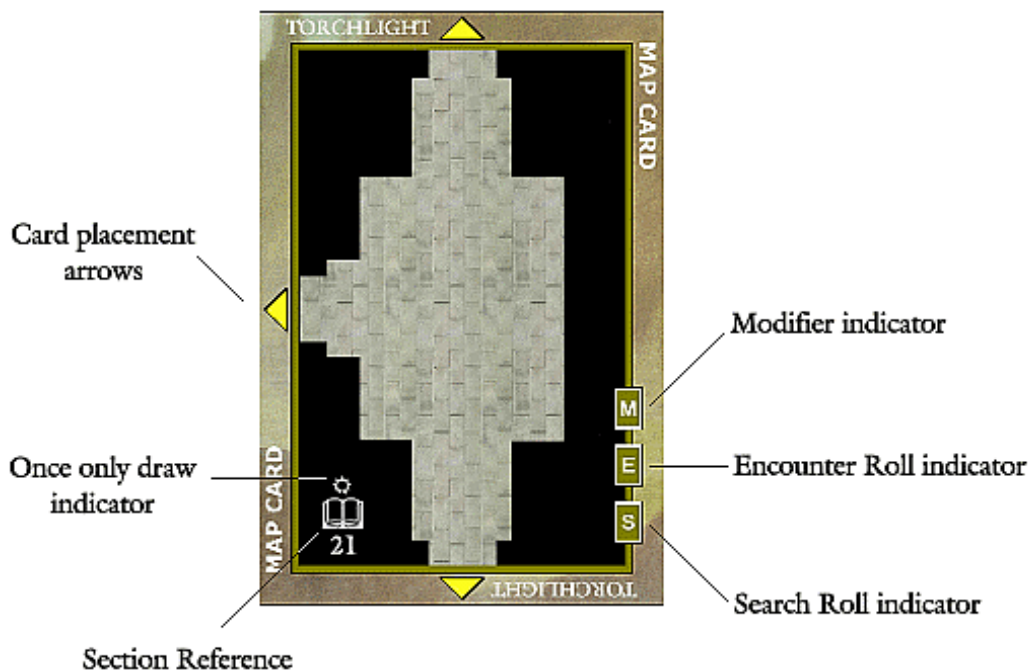 TORCHLIGHT
MAP CARD
Card placement
arrows
Modifier indicator
M
Once only draw
indicator
E
Encounter Roll indicator
MAP CARD
21
S
Search Roll indicator
TORCHLIGHT
Section Reference